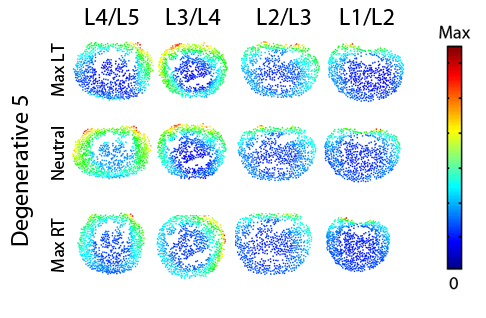 L4/L5 L3/L4 L2/L3 L1/L2
Max
Degenerative 5
Max LT
Neutral
Max RT
0